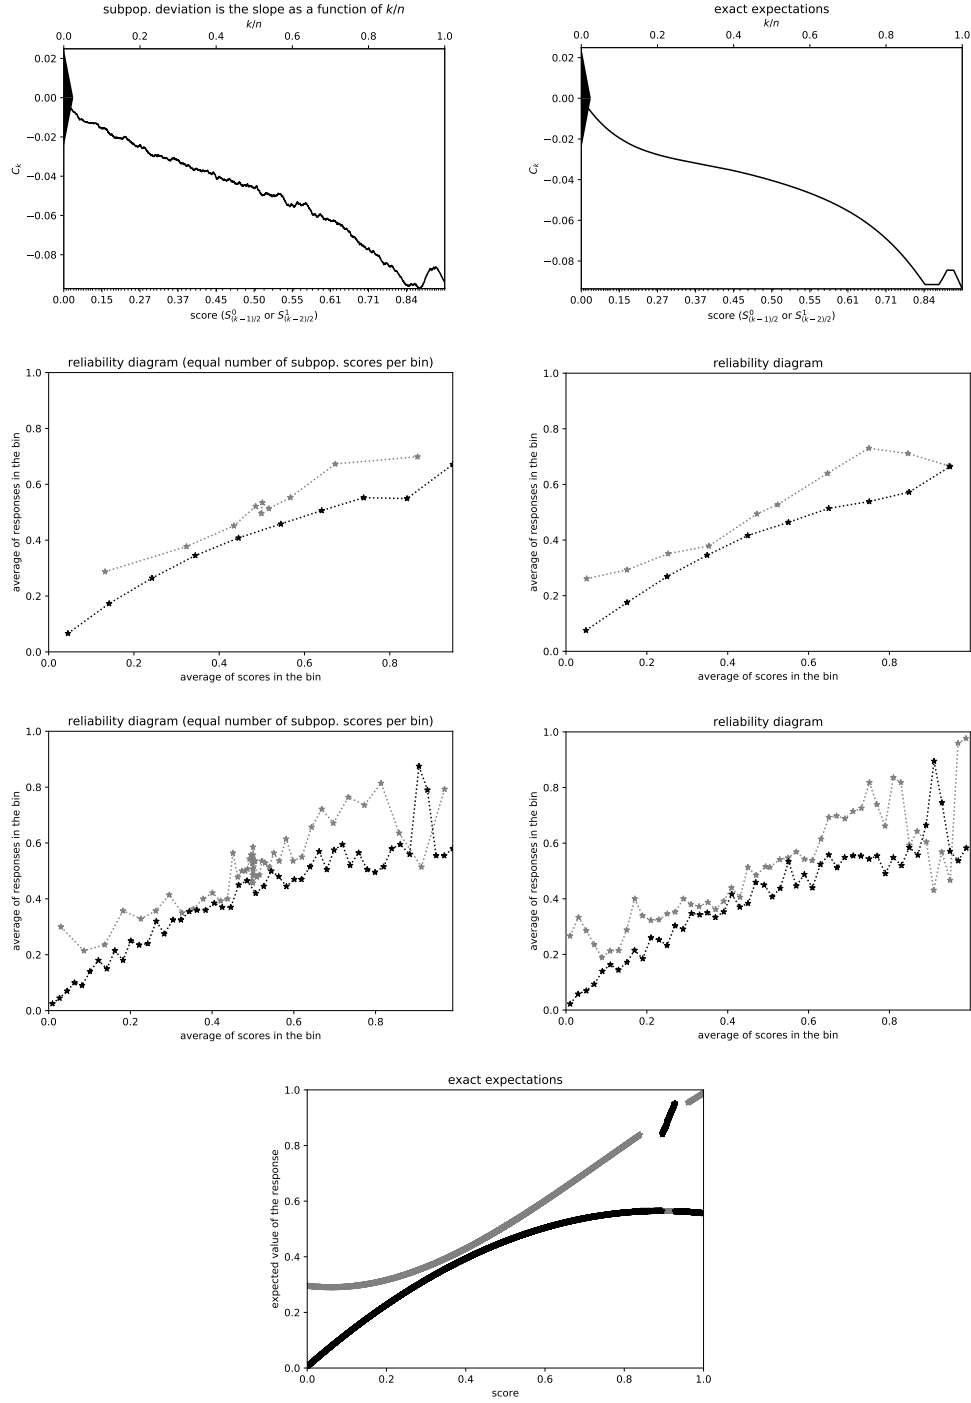 subpop. deviation is the slope as a function of k/n
k/n
0.0 0.2 0.4 0.6 0.8 1.0
0.02
0.00
−0.02
−0.04
−0.06
−0.08
C_k
0.00 0.15 0.27 0.37 0.45 0.50 0.55 0.61 0.71 0.84
score (S^0_{(k−1)/2} or S^1_{(k−2)/2})
exact expectations
k/n
0.0 0.2 0.4 0.6 0.8 1.0
0.02
0.00
−0.02
−0.04
−0.06
−0.08
C_k
0.00 0.15 0.27 0.37 0.45 0.50 0.55 0.61 0.71 0.84
score (S^0_{(k−1)/2} or S^1_{(k−2)/2})
reliability diagram (equal number of subpop. scores per bin)
1.0
0.8
0.6
0.4
0.2
0.0
average of responses in the bin
0.0 0.2 0.4 0.6 0.8
average of scores in the bin
reliability diagram
1.0
0.8
0.6
0.4
0.2
0.0
average of responses in the bin
0.0 0.2 0.4 0.6 0.8
average of scores in the bin
reliability diagram (equal number of subpop. scores per bin)
1.0
0.8
0.6
0.4
0.2
0.0
average of responses in the bin
0.0 0.2 0.4 0.6 0.8
average of scores in the bin
reliability diagram
1.0
0.8
0.6
0.4
0.2
0.0
average of responses in the bin
0.0 0.2 0.4 0.6 0.8
average of scores in the bin
exact expectations
1.0
0.8
0.6
0.4
0.2
0.0
expected value of the response
0.0 0.2 0.4 0.6 0.8 1.0
score